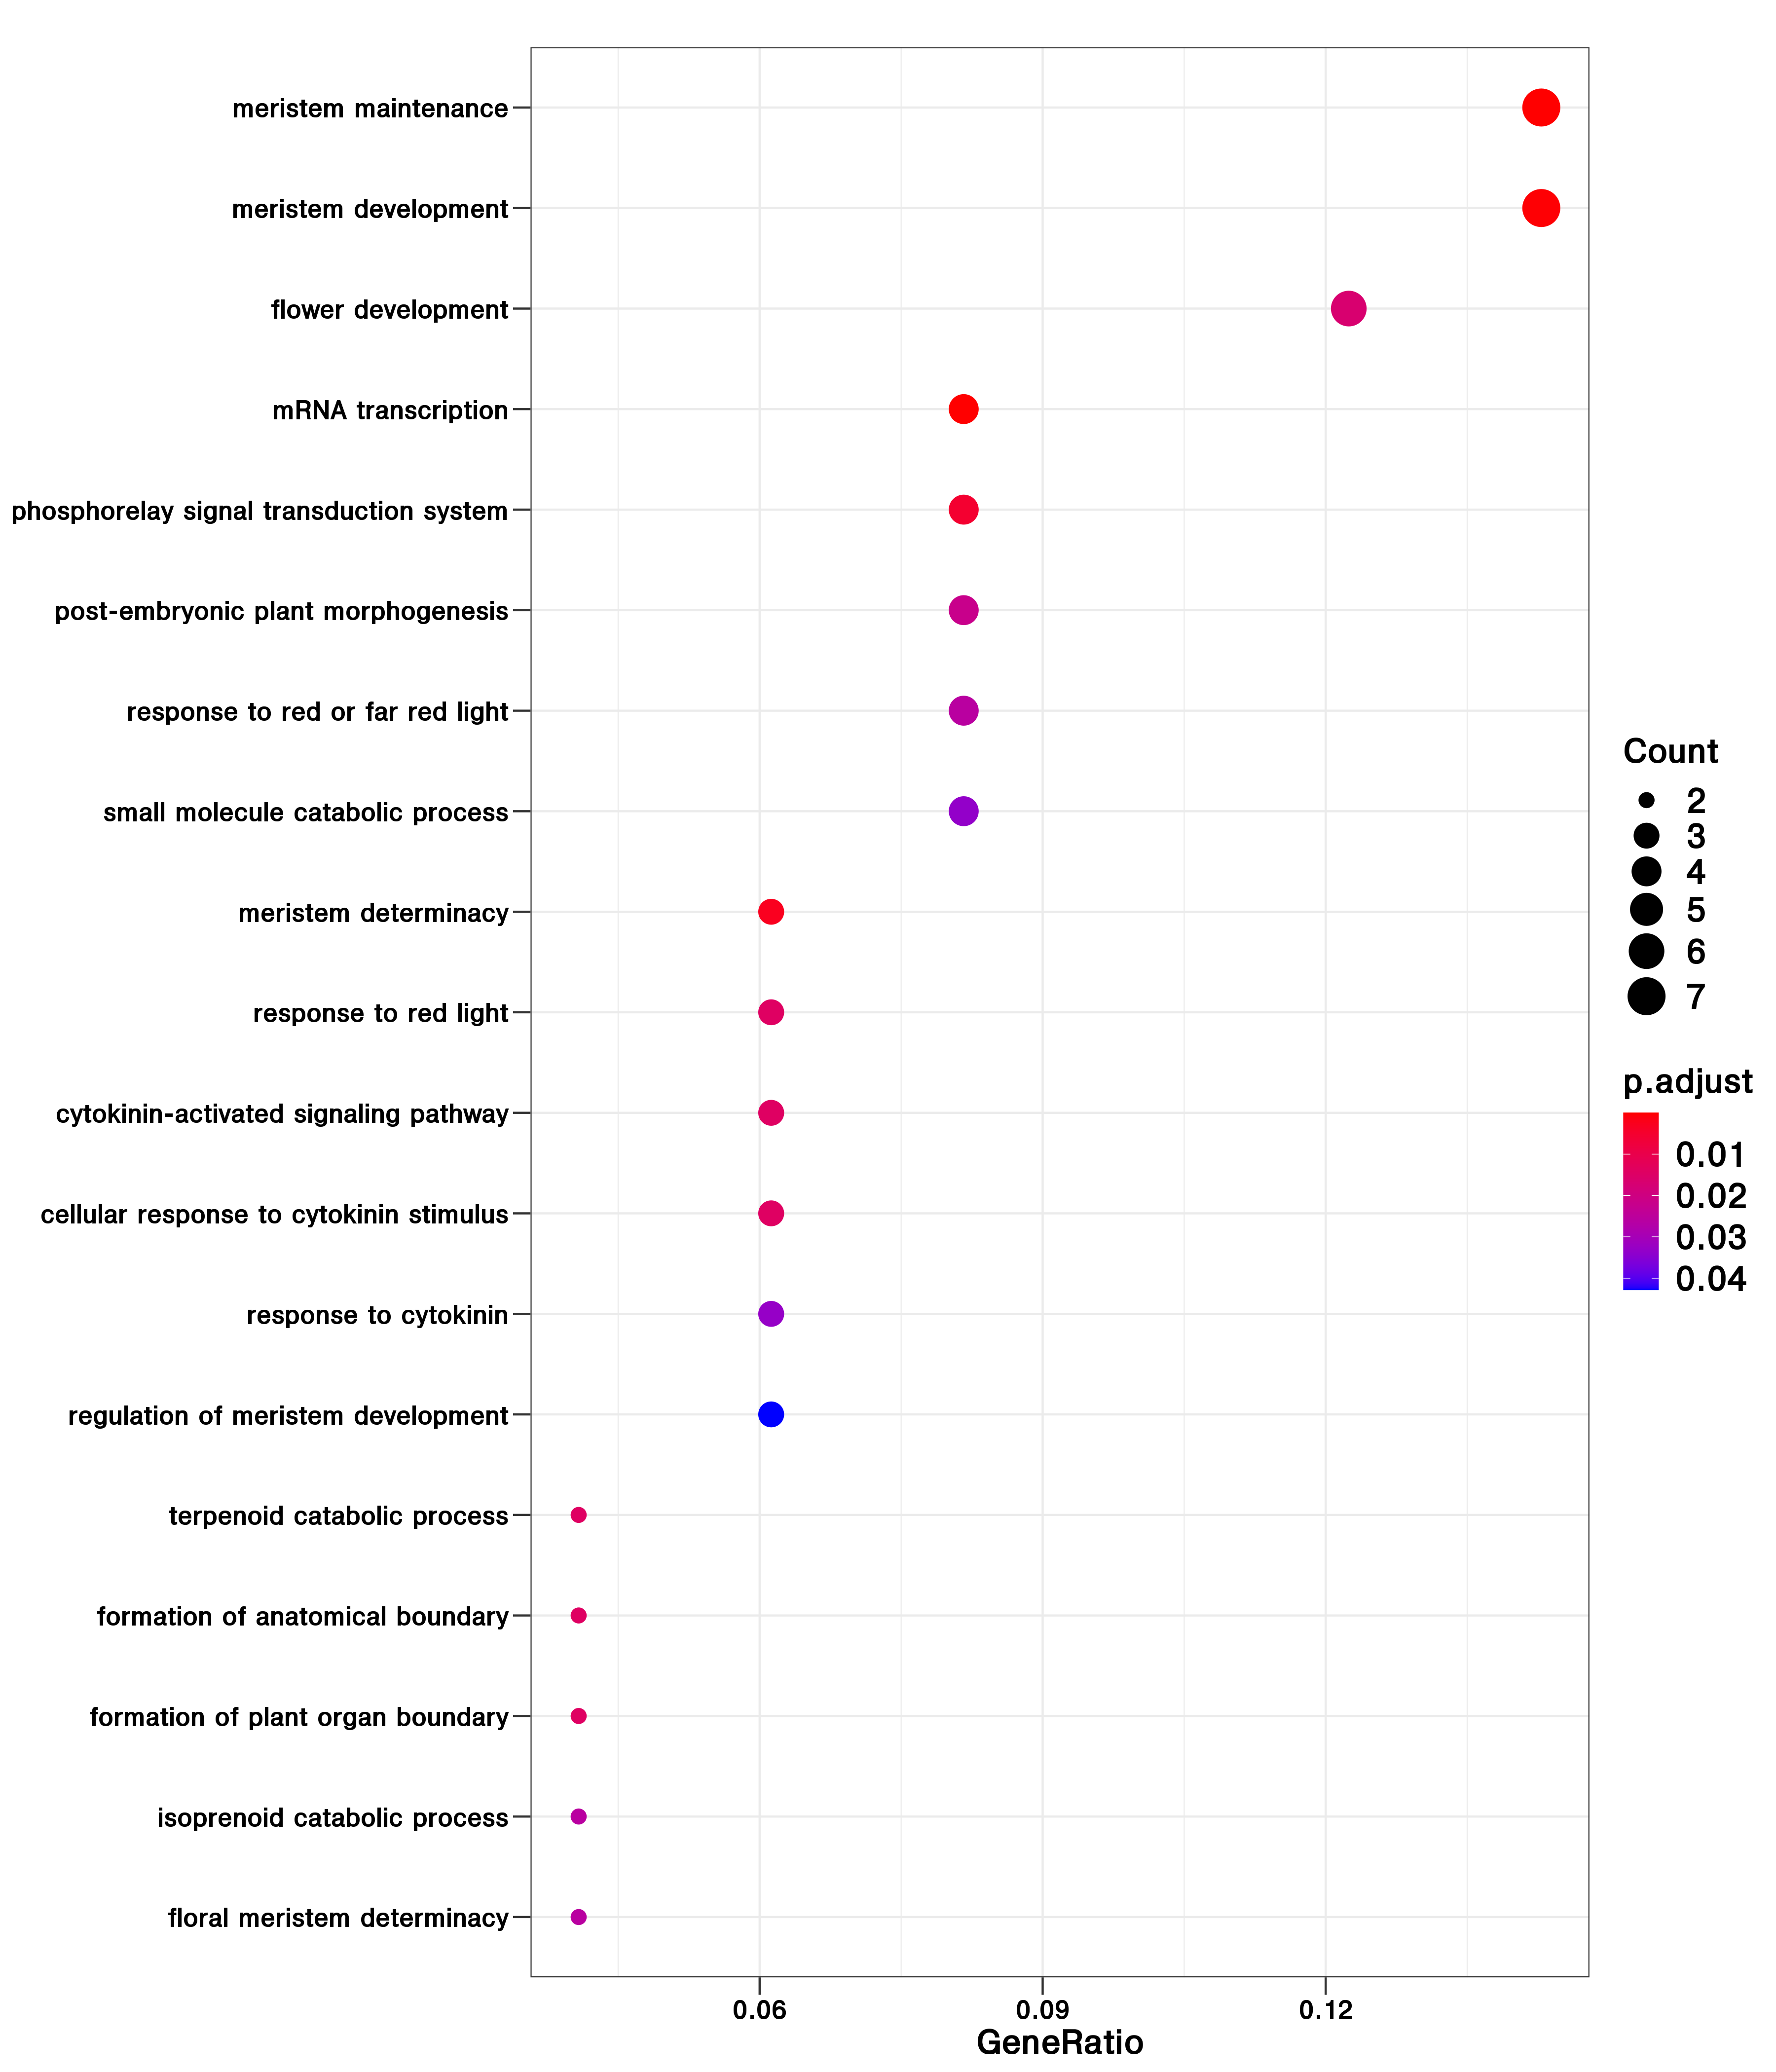 meristem maintenance
meristem development
flower development
mRNA transcription
phosphorelay signal transduction system
post-embryonic plant morphogenesis
response to red or far red light
small molecule catabolic process
meristem determinacy
response to red light
cytokinin-activated signaling pathway
cellular response to cytokinin stimulus
response to cytokinin
regulation of meristem development
terpenoid catabolic process
formation of anatomical boundary
formation of plant organ boundary
isoprenoid catabolic process
floral meristem determinacy
0.06 0.09 0.12
GeneRatio
Count
2
3
4
5
6
7
p.adjust
0.01
0.02
0.03
0.04